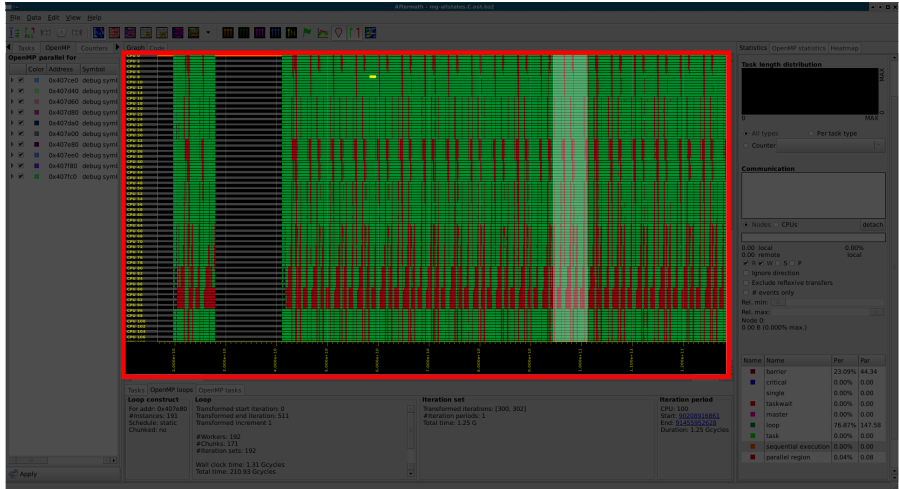 Aftermath - mg-allstates.C.out.bz2
File Data Edit View Help
Tasks OpenMP Counters
Graph Code
Statistics OpenMP statistics Heatmap
OpenMP parallel for
Color Address Symbol
0x407ce0 debug syml
0x407d40 debug syml
0x407d60 debug syml
0x407d80 debug syml
0x407da0 debug syml
0x407e00 debug syml
0x407e80 debug syml
0x407ee0 debug syml
0x407f80 debug syml
0x407fc0 debug syml
Apply
Task length distribution
MAX
0
0 MAX
All types Per task type
Counter
Communication
Nodes CPUs detach
0.00 local 0.00%
0.00 remote local
R W S P
Ignore direction
Exclude reflexive transfers
# events only
Rel. min:
Rel. max:
Node 0:
0.00 B (0.000% max.)
Name Name Per Par
barrier 23.09% 44.34
critical 0.00% 0.00
single 0.00% 0.00
taskwait 0.00% 0.00
master 0.00% 0.00
loop 76.87% 147.58
task 0.00% 0.00
sequential execution 0.00% 0.00
parallel region 0.04% 0.08
Tasks OpenMP loops OpenMP tasks
Loop construct
For addr: 0x407e80
#Instances: 191
Schedule: static
Chunked: no
Loop
Transformed start iteration: 0
Transformed end iteration: 511
Transformed increment 1
#Workers: 192
#Chunks: 171
#Iteration sets: 192
Wall clock time: 1.31 Gcycles
Total time: 210.93 Gcycles
Iteration set
Transformed iterations: [300, 302]
#Iteration periods: 1
Total time: 1.25 G
Iteration period
CPU: 100
Start: 90208916861
End: 91455952628
Duration: 1.25 Gcycles